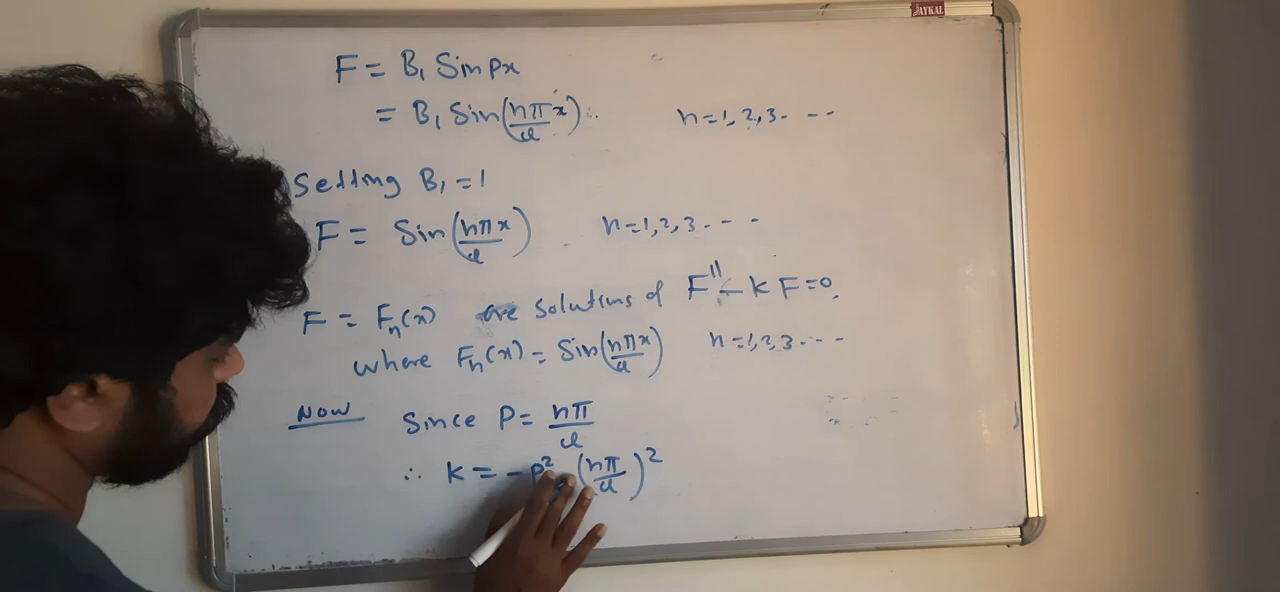 JAYKAL
F = B₁ Sin px
= B₁ Sin(nπx/l) n=1, 2, 3- --
Setting B₁ = 1
F = Sin(nπx/l) n=1,2,3- - -
F = Fₙ(x) are solutions of F" - kF = 0.
where Fₙ(x) = Sin(nπx/l) n=1,2,3- - -
Now Since P = nπ/l
∴ k = -p² (nπ/l)²